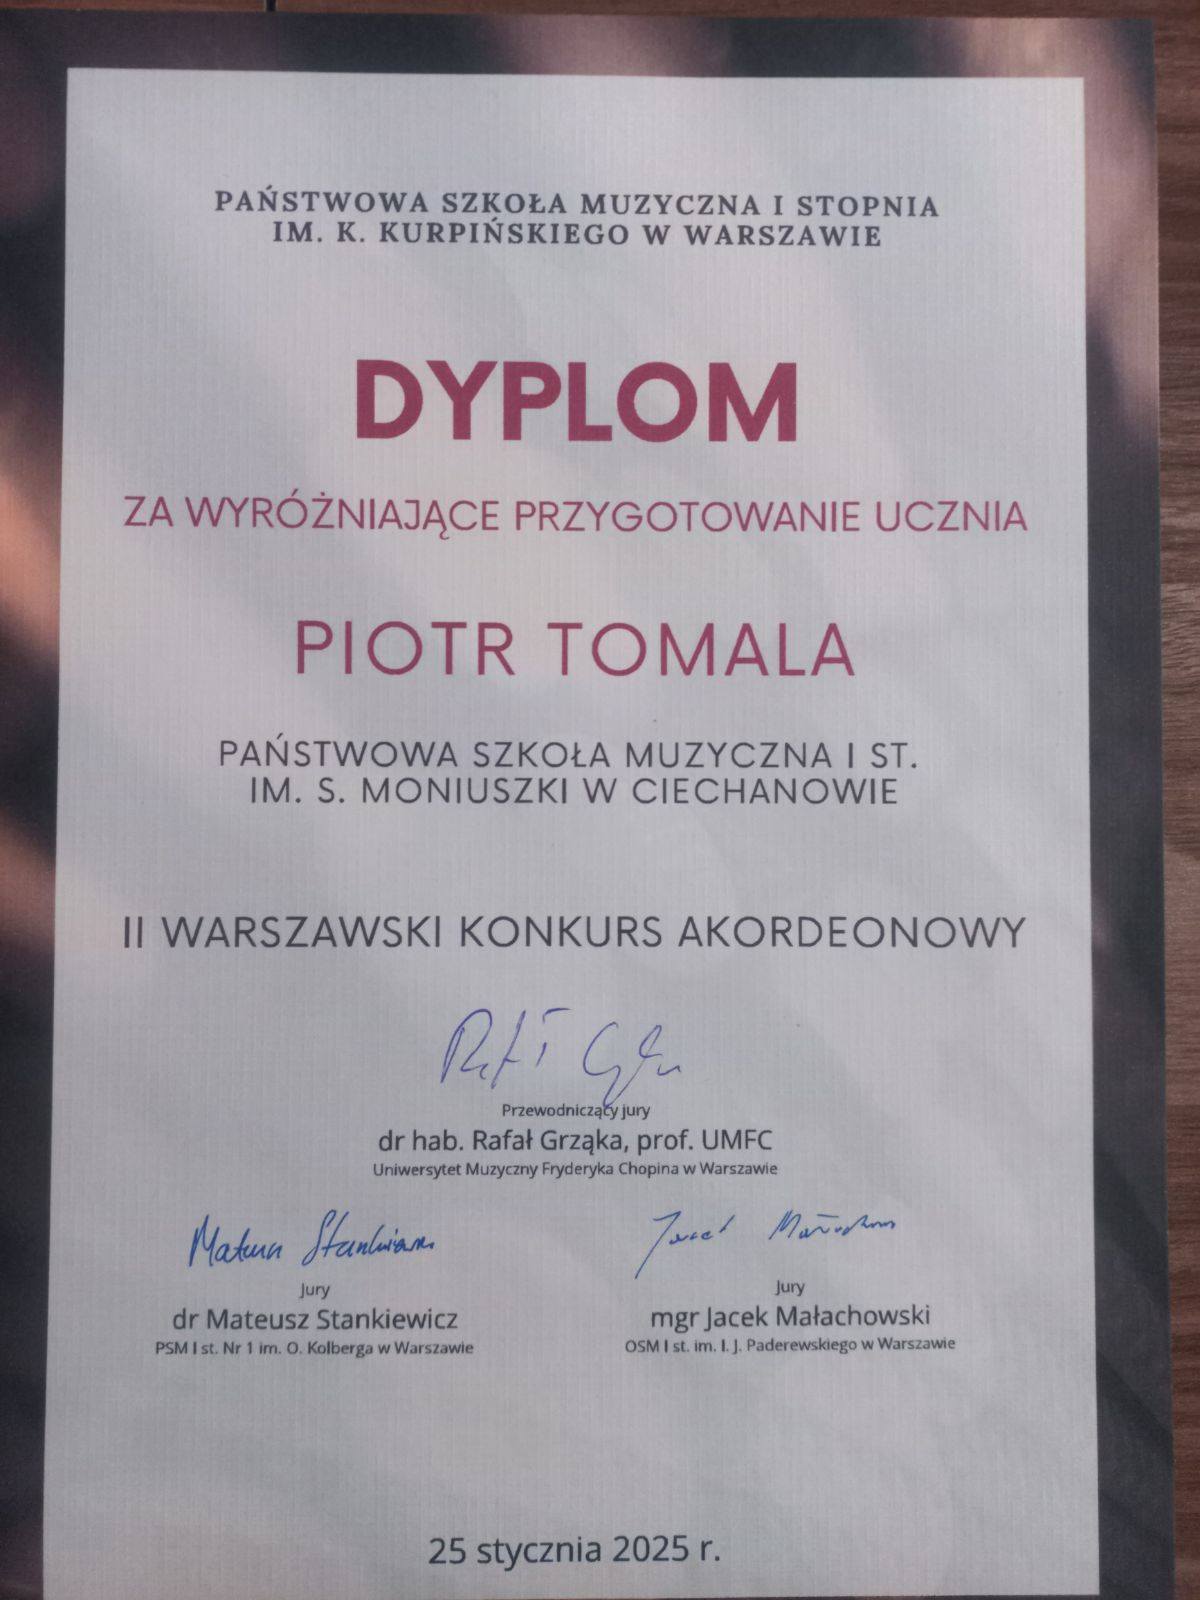 PAŃSTWOWA SZKOŁA MUZYCZNA I STOPNIA
IM. K. KURPIŃSKIEGO W WARSZAWIE
DYPLOM
ZA WYRÓŻNIAJĄCE PRZYGOTOWANIE UCZNIA
PIOTR TOMALA
PAŃSTWOWA SZKOŁA MUZYCZNA I ST.
IM. S. MONIUSZKI W CIECHANOWIE
II WARSZAWSKI KONKURS AKORDEONOWY
Przewodniczący jury
dr hab. Rafał Grząka, prof. UMFC
Uniwersytet Muzyczny Fryderyka Chopina w Warszawie
Jury
dr Mateusz Stankiewicz
PSM I st. Nr 1 im. O. Kolberga w Warszawie
Jury
mgr Jacek Małachowski
OSM I st. im. I. J. Paderewskiego w Warszawie
25 stycznia 2025 r.